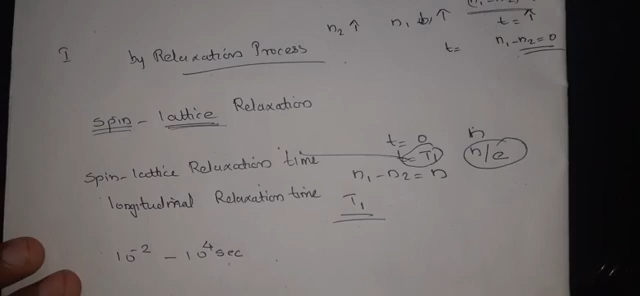 n₂ ↑ n₁ ↓ ↑ t = ↑
t = n₁ - n₂ = 0
I by Relaxation Process
spin - lattice Relaxation
t = 0 n
Spin-lattice Relaxation time t = T₁ n/e
n₁ - n₂ = n
longitudinal Relaxation time T₁
10⁻² - 10⁴ sec